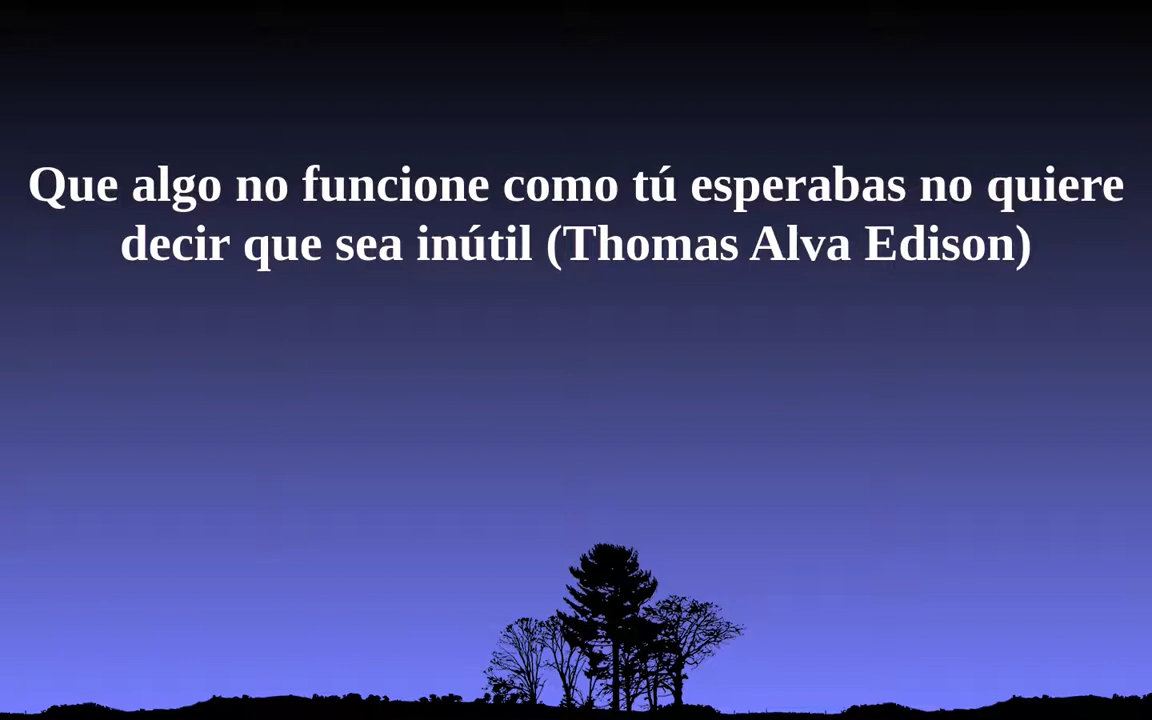 Que algo no funcione como tú esperabas no quiere
decir que sea inútil (Thomas Alva Edison)